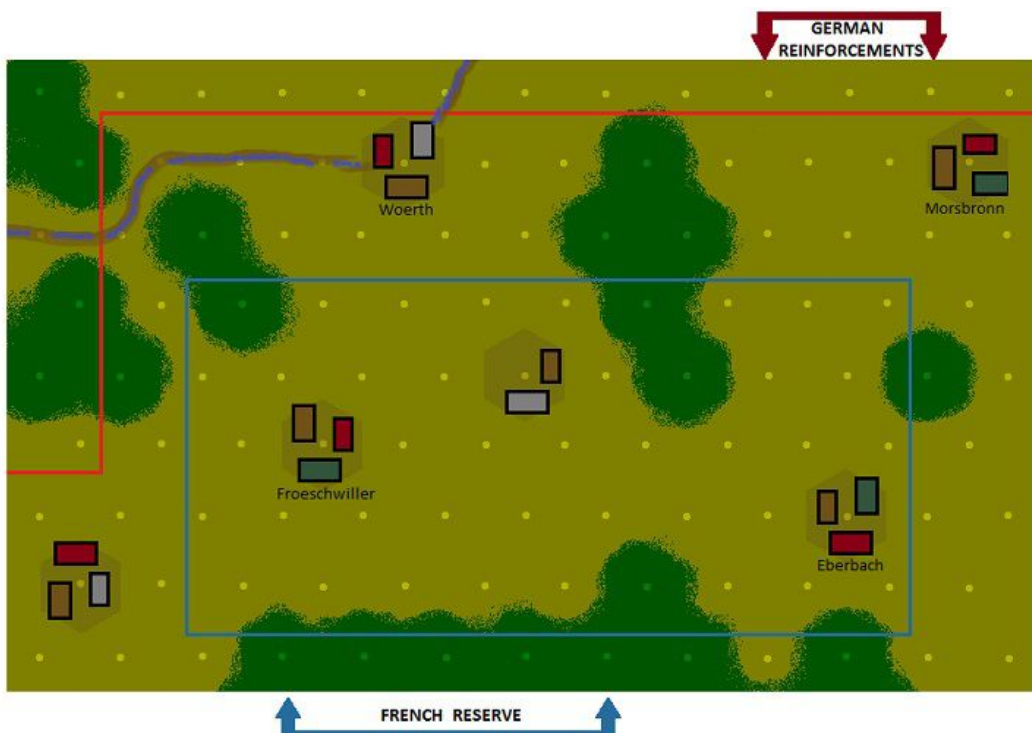 GERMAN
REINFORCEMENTS
Woerth
Morsbronn
Froeschwiller
Eberbach
FRENCH RESERVE